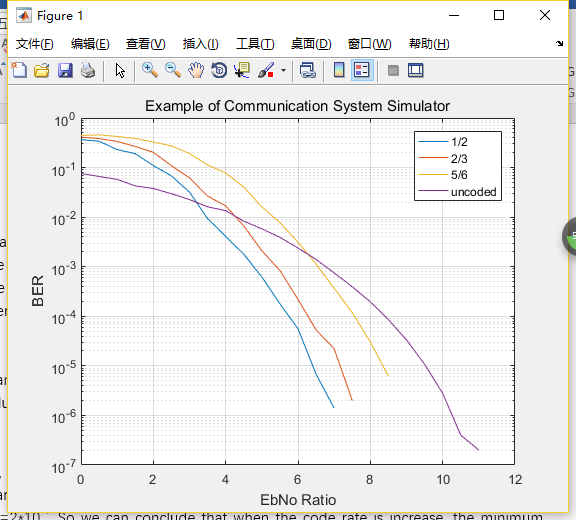 Figure 1
文件(F) 编辑(E) 查看(V) 插入(I) 工具(T) 桌面(D) 窗口(W) 帮助(H)
Example of Communication System Simulator
10^0
10^-1
10^-2
10^-3
10^-4
10^-5
10^-6
10^-7
BER
1/2
2/3
5/6
uncoded
0 2 4 6 8 10 12
EbNo Ratio
So we can conclude that when the code rate is increase, the minimum